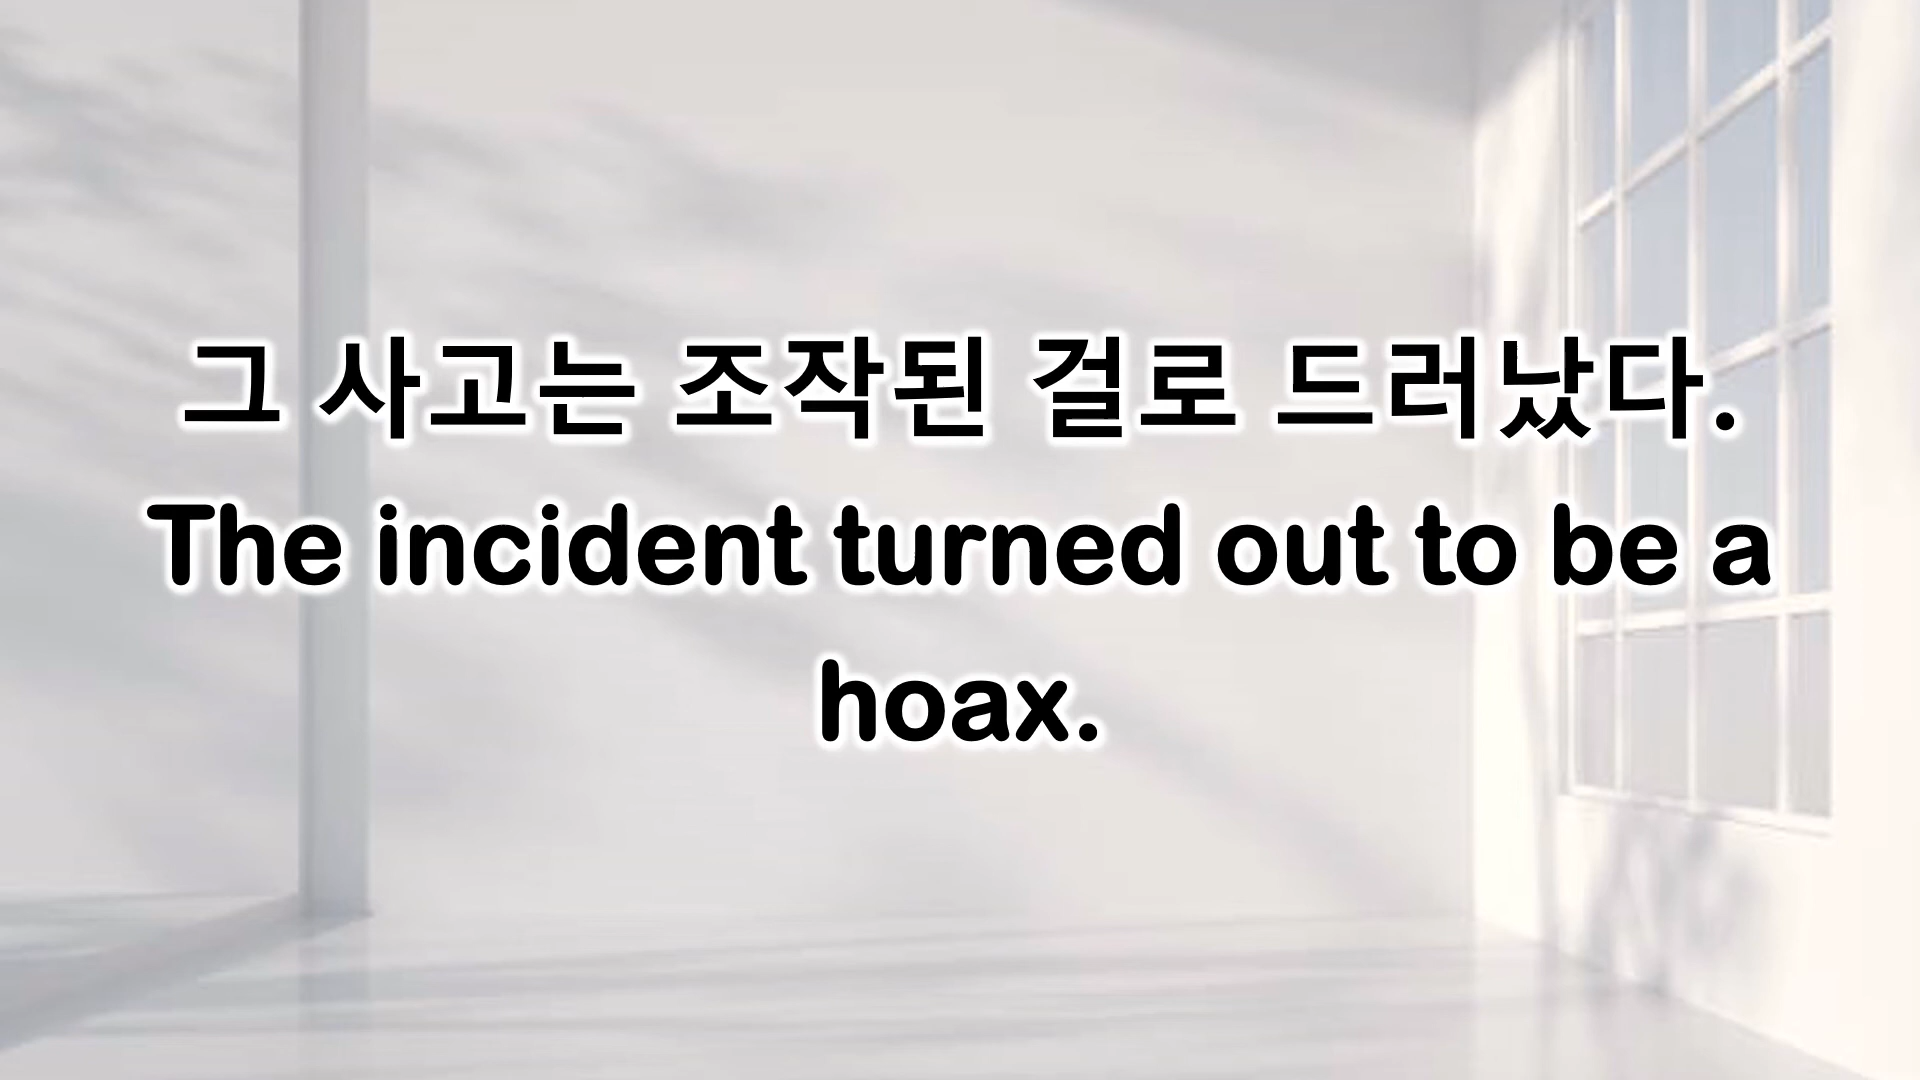 그 사고는 조작된 걸로 드러났다.
The incident turned out to be a
hoax.